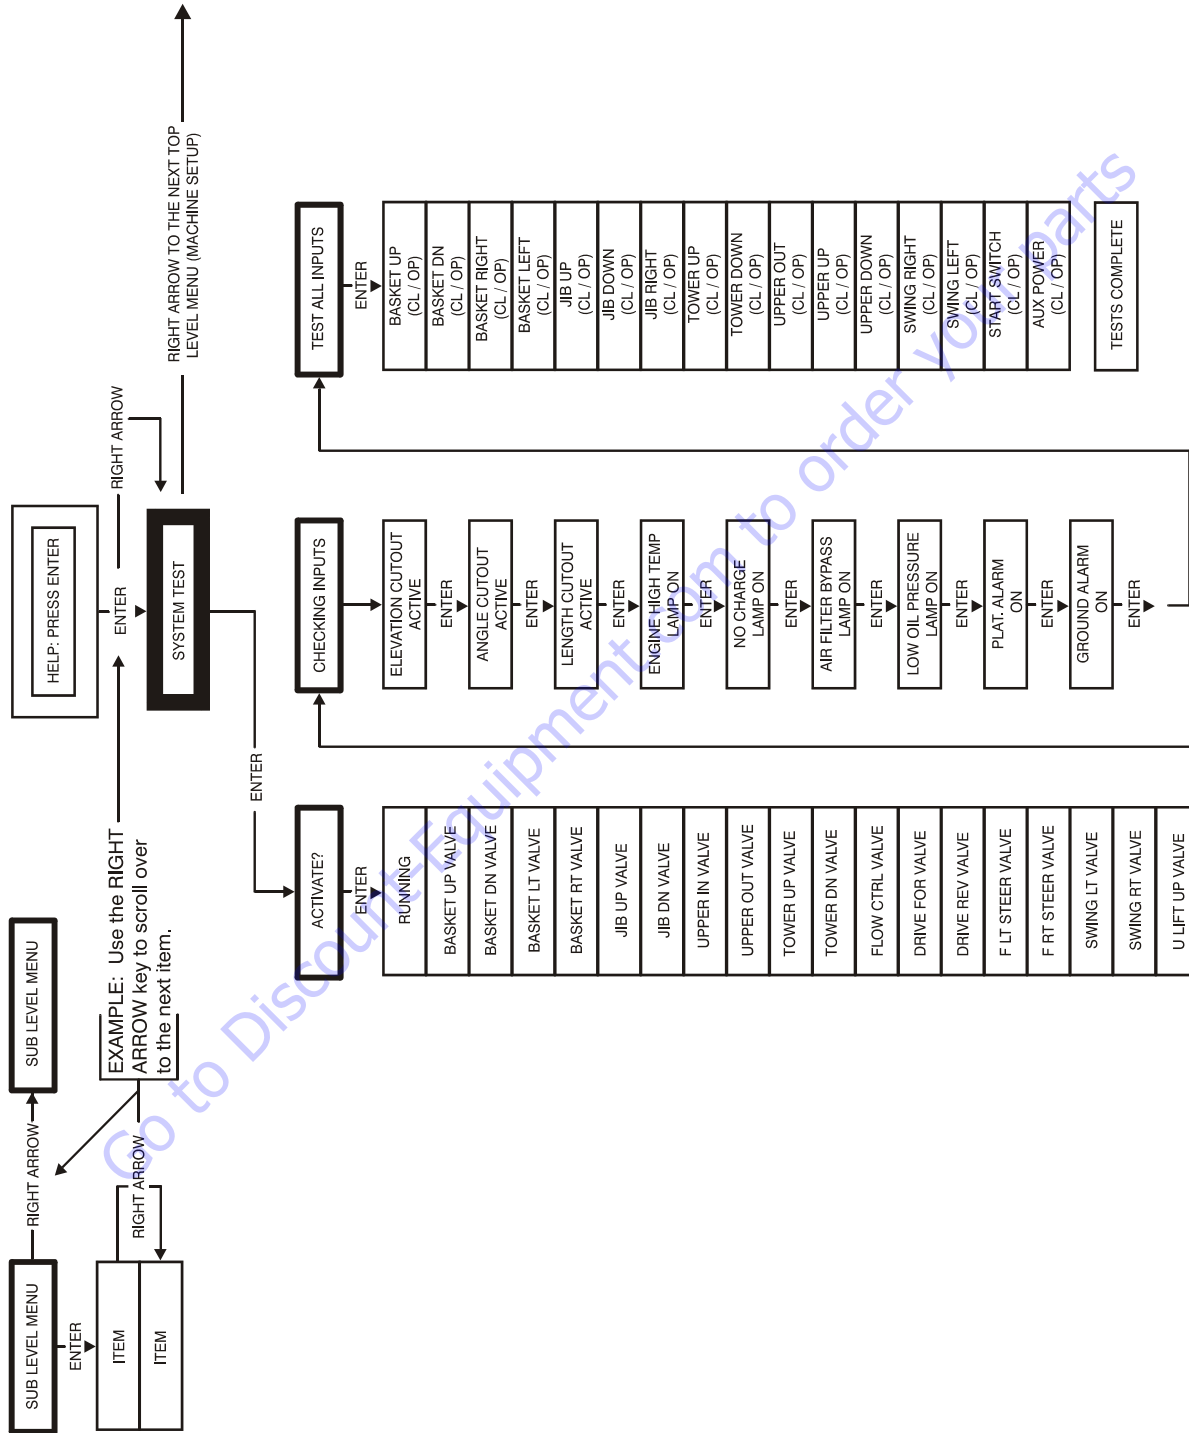 HELP: PRESS ENTER
ENTER
RIGHT ARROW
SYSTEM TEST
RIGHT ARROW TO THE NEXT TOP
LEVEL MENU (MACHINE SETUP)
SUB LEVEL MENU
RIGHT ARROW
SUB LEVEL MENU
ENTER
ITEM
ITEM
RIGHT ARROW
EXAMPLE: Use the RIGHT
ARROW key to scroll over
to the next item.
ENTER
ACTIVATE?
ENTER
RUNNING
BASKET UP VALVE
BASKET DN VALVE
BASKET LT VALVE
BASKET RT VALVE
JIB UP VALVE
JIB DN VALVE
UPPER IN VALVE
UPPER OUT VALVE
TOWER UP VALVE
TOWER DN VALVE
FLOW CTRL VALVE
DRIVE FOR VALVE
DRIVE REV VALVE
F LT STEER VALVE
F RT STEER VALVE
SWING LT VALVE
SWING RT VALVE
U LIFT UP VALVE
CHECKING INPUTS
ELEVATION CUTOUT
ACTIVE
ENTER
ANGLE CUTOUT
ACTIVE
ENTER
LENGTH CUTOUT
ACTIVE
ENTER
ENGINE HIGH TEMP
LAMP ON
ENTER
NO CHARGE
LAMP ON
ENTER
AIR FILTER BYPASS
LAMP ON
ENTER
LOW OIL PRESSURE
LAMP ON
ENTER
PLAT. ALARM
ON
ENTER
GROUND ALARM
ON
ENTER
TEST ALL INPUTS
ENTER
BASKET UP
(CL / OP)
BASKET DN
(CL / OP)
BASKET RIGHT
(CL / OP)
BASKET LEFT
(CL / OP)
JIB UP
(CL / OP)
JIB DOWN
(CL / OP)
JIB RIGHT
(CL / OP)
TOWER UP
(CL / OP)
TOWER DOWN
(CL / OP)
UPPER OUT
(CL / OP)
UPPER UP
(CL / OP)
UPPER DOWN
(CL / OP)
SWING RIGHT
(CL / OP)
SWING LEFT
(CL / OP)
START SWITCH
(CL / OP)
AUX POWER
(CL / OP)
TESTS COMPLETE
Go to Discount-Equipment.com to order your parts